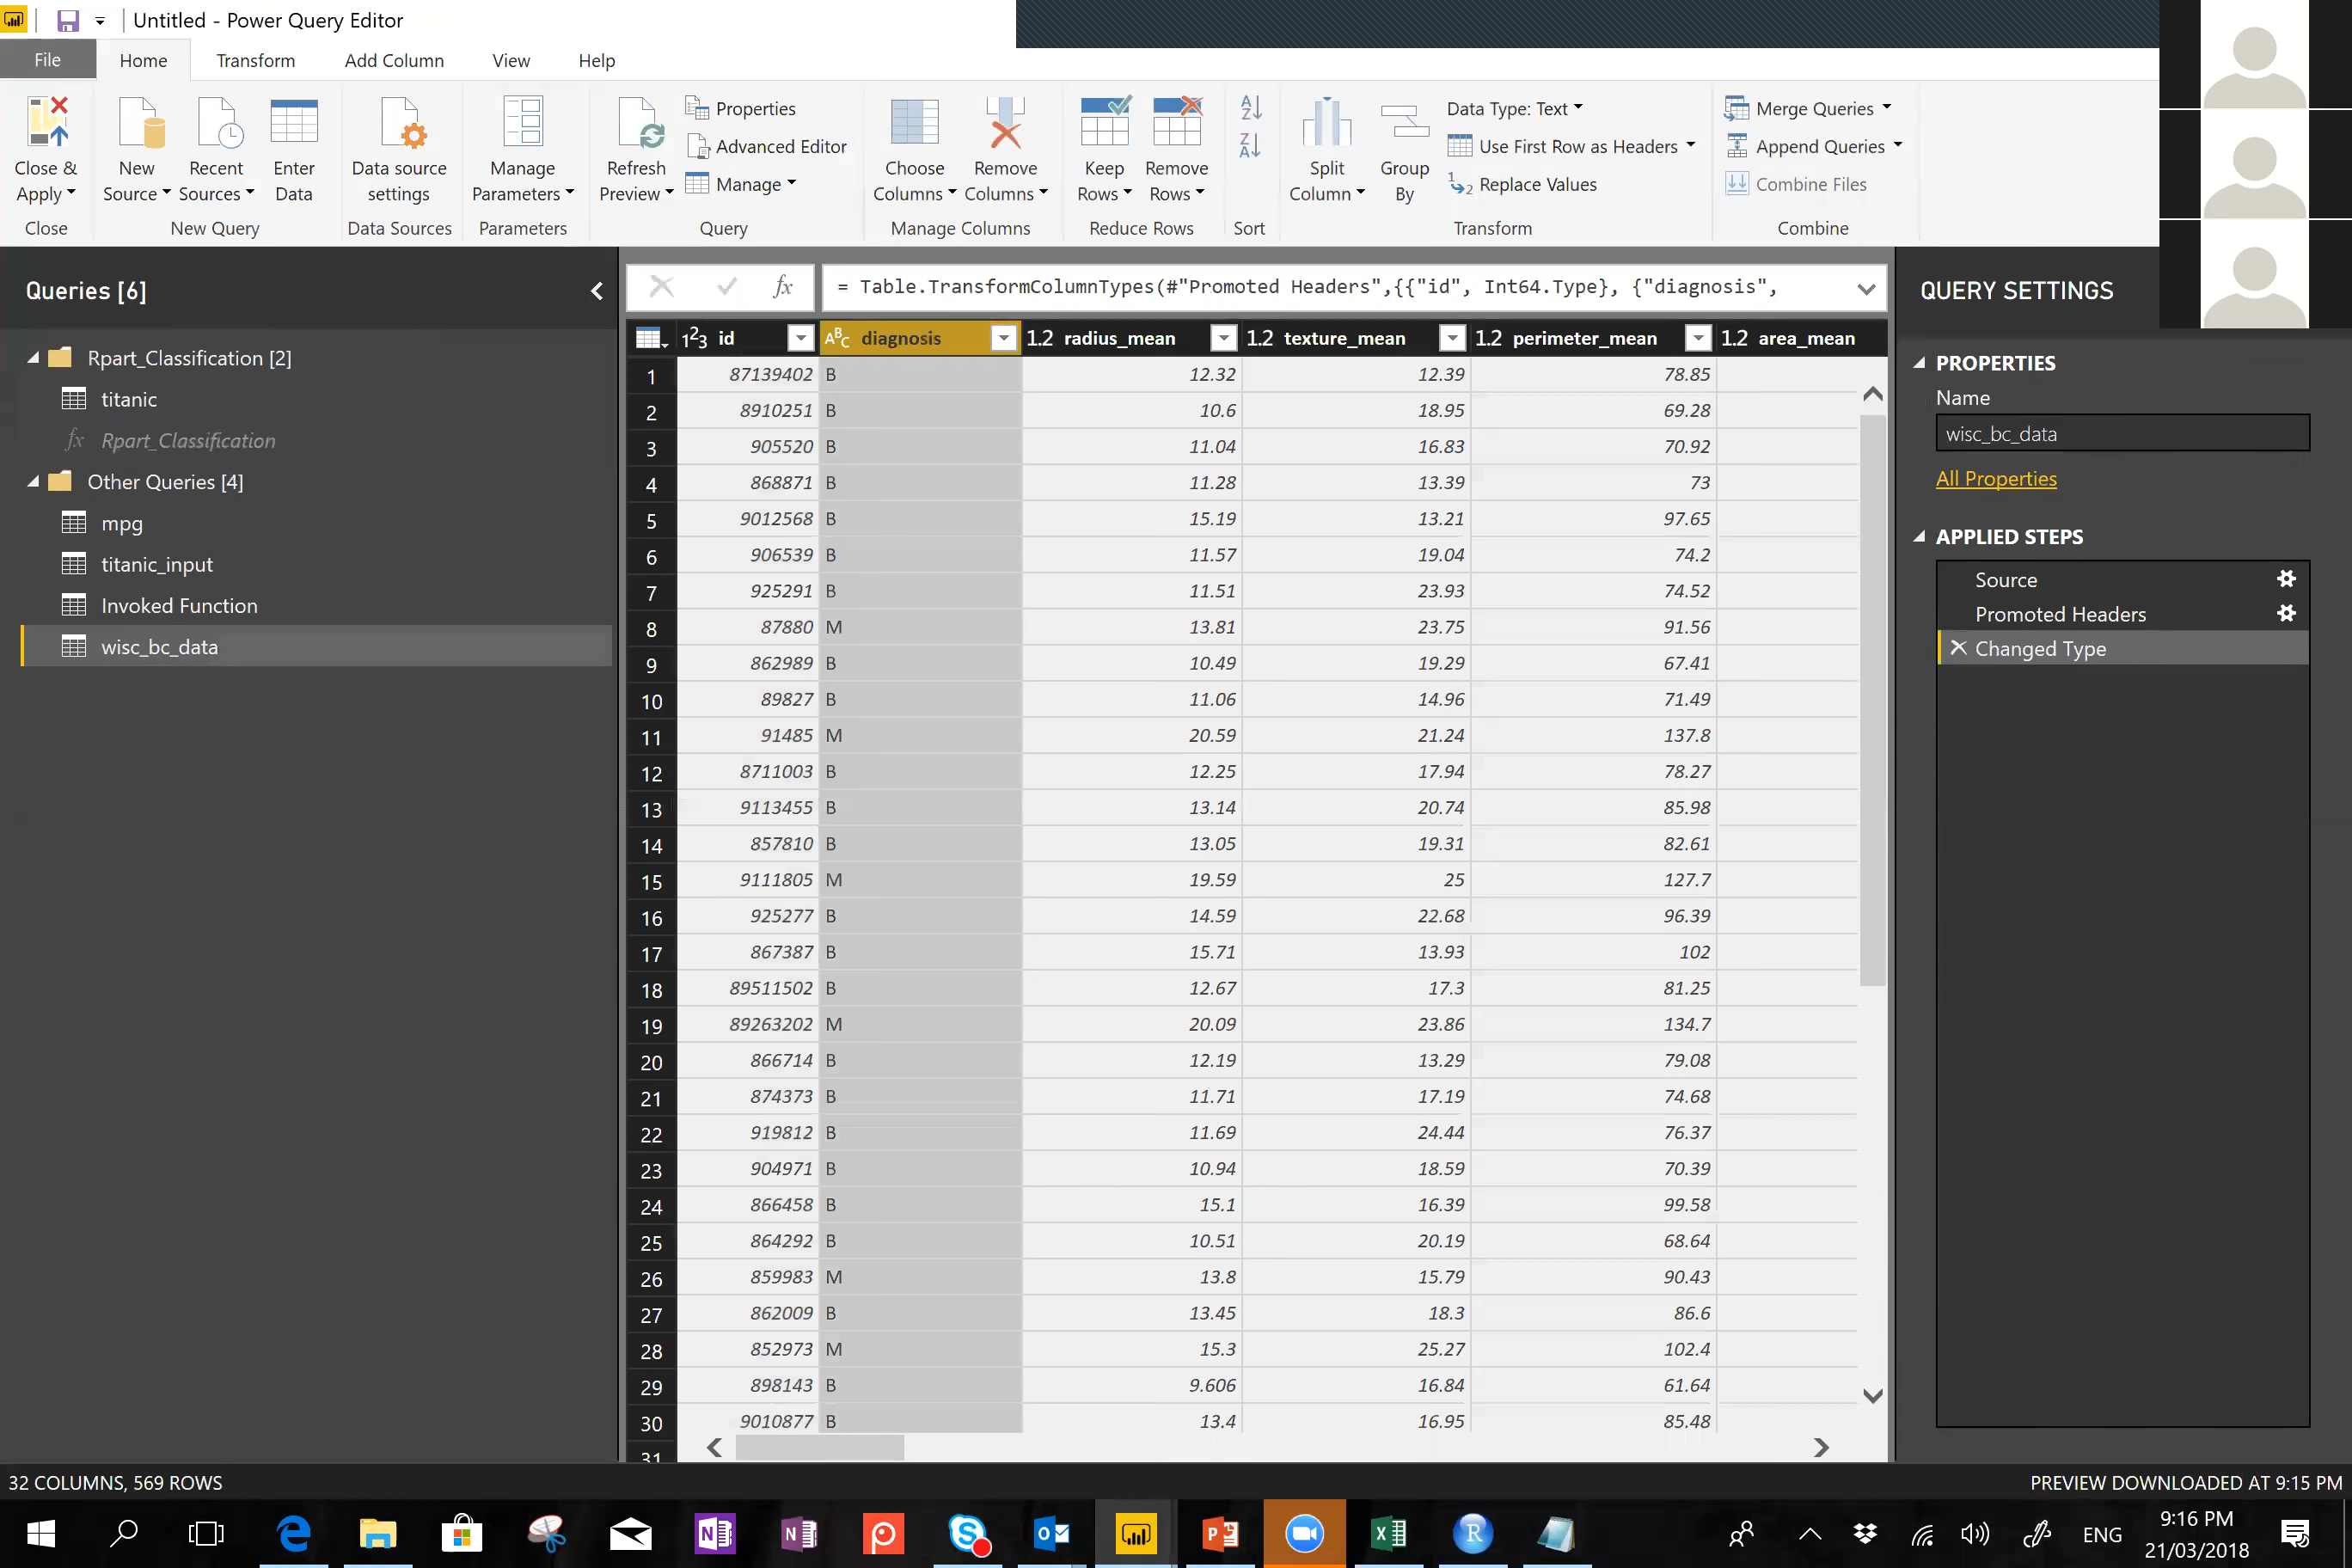 Untitled - Power Query Editor
File Home Transform Add Column View Help
Close & Apply
New Source
Recent Sources
Enter Data
Data source settings
Manage Parameters
Refresh Preview
Properties
Advanced Editor
Manage
Choose Columns
Remove Columns
Keep Rows
Remove Rows
Split Column
Group By
Data Type: Text
Use First Row as Headers
Replace Values
Merge Queries
Append Queries
Combine Files
Close New Query Data Sources Parameters Query Manage Columns Reduce Rows Sort Transform Combine
Queries [6]
Rpart_Classification [2]
titanic
fx Rpart_Classification
Other Queries [4]
mpg
titanic_input
Invoked Function
wisc_bc_data
fx = Table.TransformColumnTypes(#"Promoted Headers",{{"id", Int64.Type}, {"diagnosis",
123 id ABC diagnosis 1.2 radius_mean 1.2 texture_mean 1.2 perimeter_mean 1.2 area_mean
1 87139402 B 12.32 12.39 78.85
2 8910251 B 10.6 18.95 69.28
3 905520 B 11.04 16.83 70.92
4 868871 B 11.28 13.39 73
5 9012568 B 15.19 13.21 97.65
6 906539 B 11.57 19.04 74.2
7 925291 B 11.51 23.93 74.52
8 87880 M 13.81 23.75 91.56
9 862989 B 10.49 19.29 67.41
10 89827 B 11.06 14.96 71.49
11 91485 M 20.59 21.24 137.8
12 8711003 B 12.25 17.94 78.27
13 9113455 B 13.14 20.74 85.98
14 857810 B 13.05 19.31 82.61
15 9111805 M 19.59 25 127.7
16 925277 B 14.59 22.68 96.39
17 867387 B 15.71 13.93 102
18 89511502 B 12.67 17.3 81.25
19 89263202 M 20.09 23.86 134.7
20 866714 B 12.19 13.29 79.08
21 874373 B 11.71 17.19 74.68
22 919812 B 11.69 24.44 76.37
23 904971 B 10.94 18.59 70.39
24 866458 B 15.1 16.39 99.58
25 864292 B 10.51 20.19 68.64
26 859983 M 13.8 15.79 90.43
27 862009 B 13.45 18.3 86.6
28 852973 M 15.3 25.27 102.4
29 898143 B 9.606 16.84 61.64
30 9010877 B 13.4 16.95 85.48
31
QUERY SETTINGS
PROPERTIES
Name
wisc_bc_data
All Properties
APPLIED STEPS
Source
Promoted Headers
Changed Type
32 COLUMNS, 569 ROWS
PREVIEW DOWNLOADED AT 9:15 PM
ENG
9:16 PM
21/03/2018